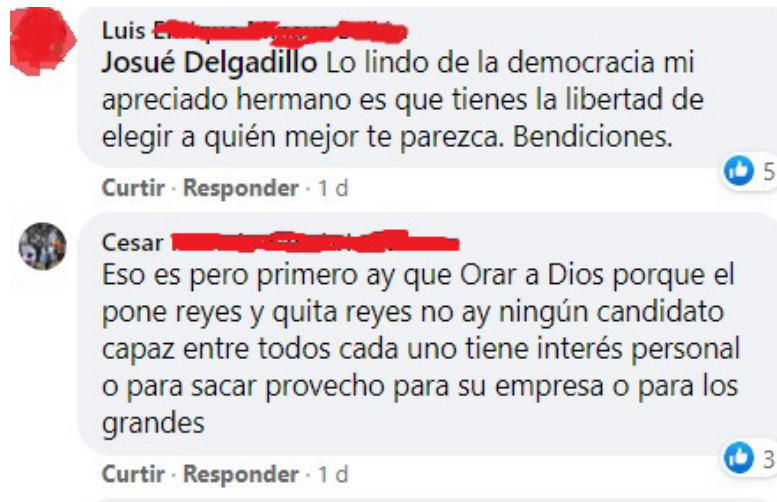 Luis
Josué Delgadillo Lo lindo de la democracia mi
apreciado hermano es que tienes la libertad de
elegir a quién mejor te parezca. Bendiciones.
5
Curtir · Responder · 1 d
Cesar
Eso es pero primero ay que Orar a Dios porque el
pone reyes y quita reyes no ay ningún candidato
capaz entre todos cada uno tiene interés personal
o para sacar provecho para su empresa o para los
grandes
3
Curtir · Responder · 1 d